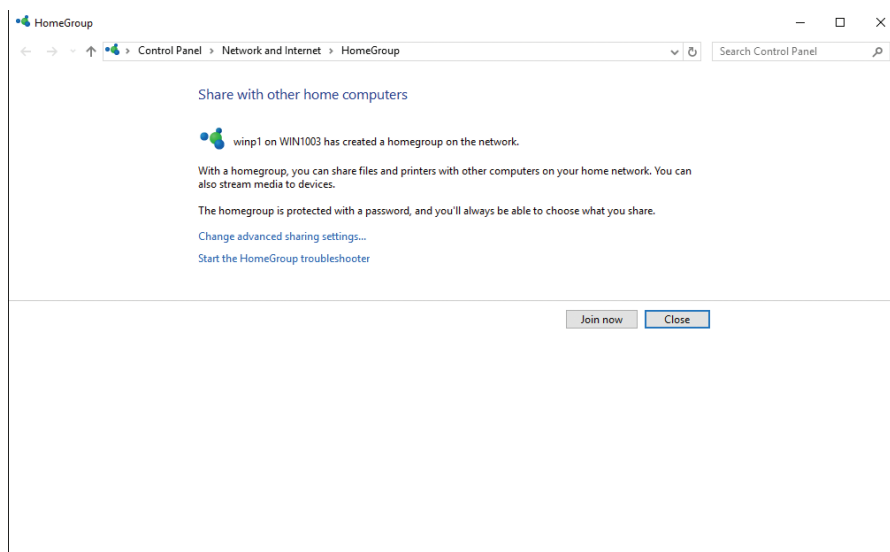 HomeGroup
Control Panel › Network and Internet › HomeGroup
Search Control Panel
Share with other home computers
winp1 on WIN1003 has created a homegroup on the network.
With a homegroup, you can share files and printers with other computers on your home network. You can
also stream media to devices.
The homegroup is protected with a password, and you'll always be able to choose what you share.
Change advanced sharing settings...
Start the HomeGroup troubleshooter
Join now
Close